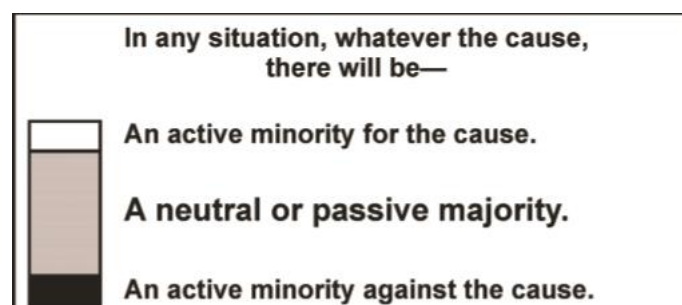 In any situation, whatever the cause,
there will be—
An active minority for the cause.
A neutral or passive majority.
An active minority against the cause.